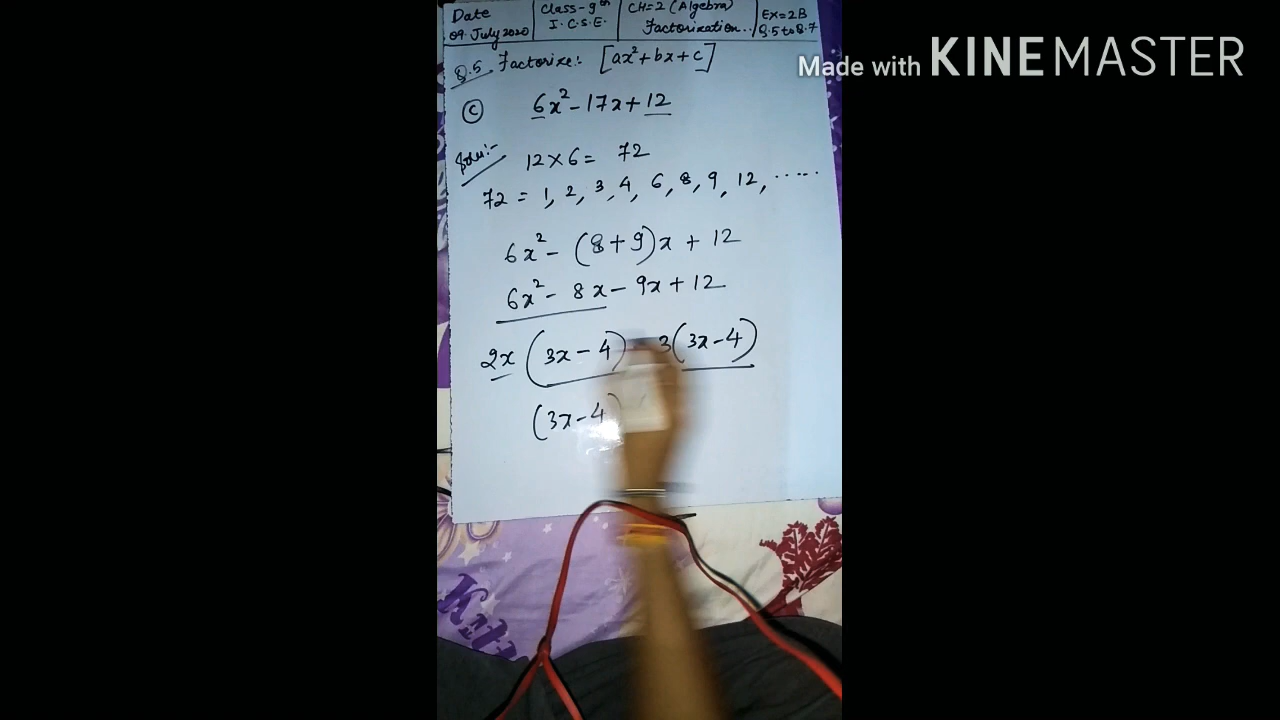 Date
09 July 2020
Class-9th
I.C.S.E.
CH=2 (Algebra)
Factorization..
EX=2B
Q.5 to Q.7
Made with KINEMASTER
Q.5 Factorize:- [ax²+bx+c]
(C) 6x²-17x+12
Solu:- 12×6= 72
72 = 1, 2, 3, 4, 6, 8, 9, 12, ......
6x²- (8+9)x + 12
6x²- 8x- 9x+12
2x (3x-4) - 3(3x-4)
(3x-4)
Kitt